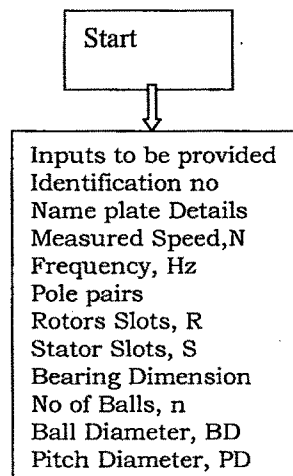 Start
Inputs to be provided
Identification no
Name plate Details
Measured Speed,N
Frequency, Hz
Pole pairs
Rotors Slots, R
Stator Slots, S
Bearing Dimension
No of Balls, n
Ball Diameter, BD
Pitch Diameter, PD